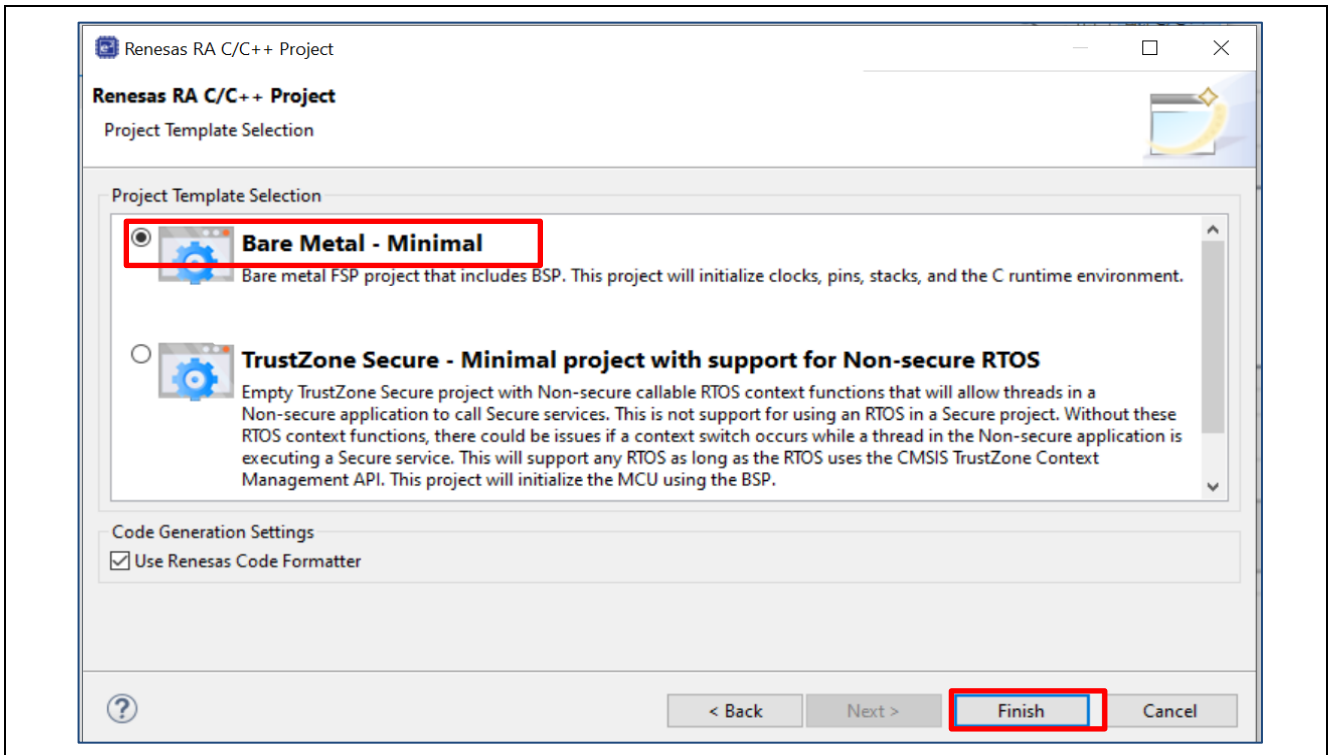 Renesas RA C/C++ Project
Renesas RA C/C++ Project
Project Template Selection
Project Template Selection
Bare Metal - Minimal
Bare metal FSP project that includes BSP. This project will initialize clocks, pins, stacks, and the C runtime environment.
TrustZone Secure - Minimal project with support for Non-secure RTOS
Empty TrustZone Secure project with Non-secure callable RTOS context functions that will allow threads in a
Non-secure application to call Secure services. This is not support for using an RTOS in a Secure project. Without these
RTOS context functions, there could be issues if a context switch occurs while a thread in the Non-secure application is
executing a Secure service. This will support any RTOS as long as the RTOS uses the CMSIS TrustZone Context
Management API. This project will initialize the MCU using the BSP.
Code Generation Settings
Use Renesas Code Formatter
? < Back Next > Finish Cancel